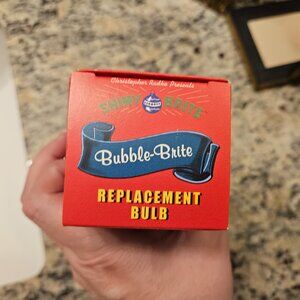 Christopher Radko Presents
SHINY BRITE
Bubble-Brite
REPLACEMENT
BULB